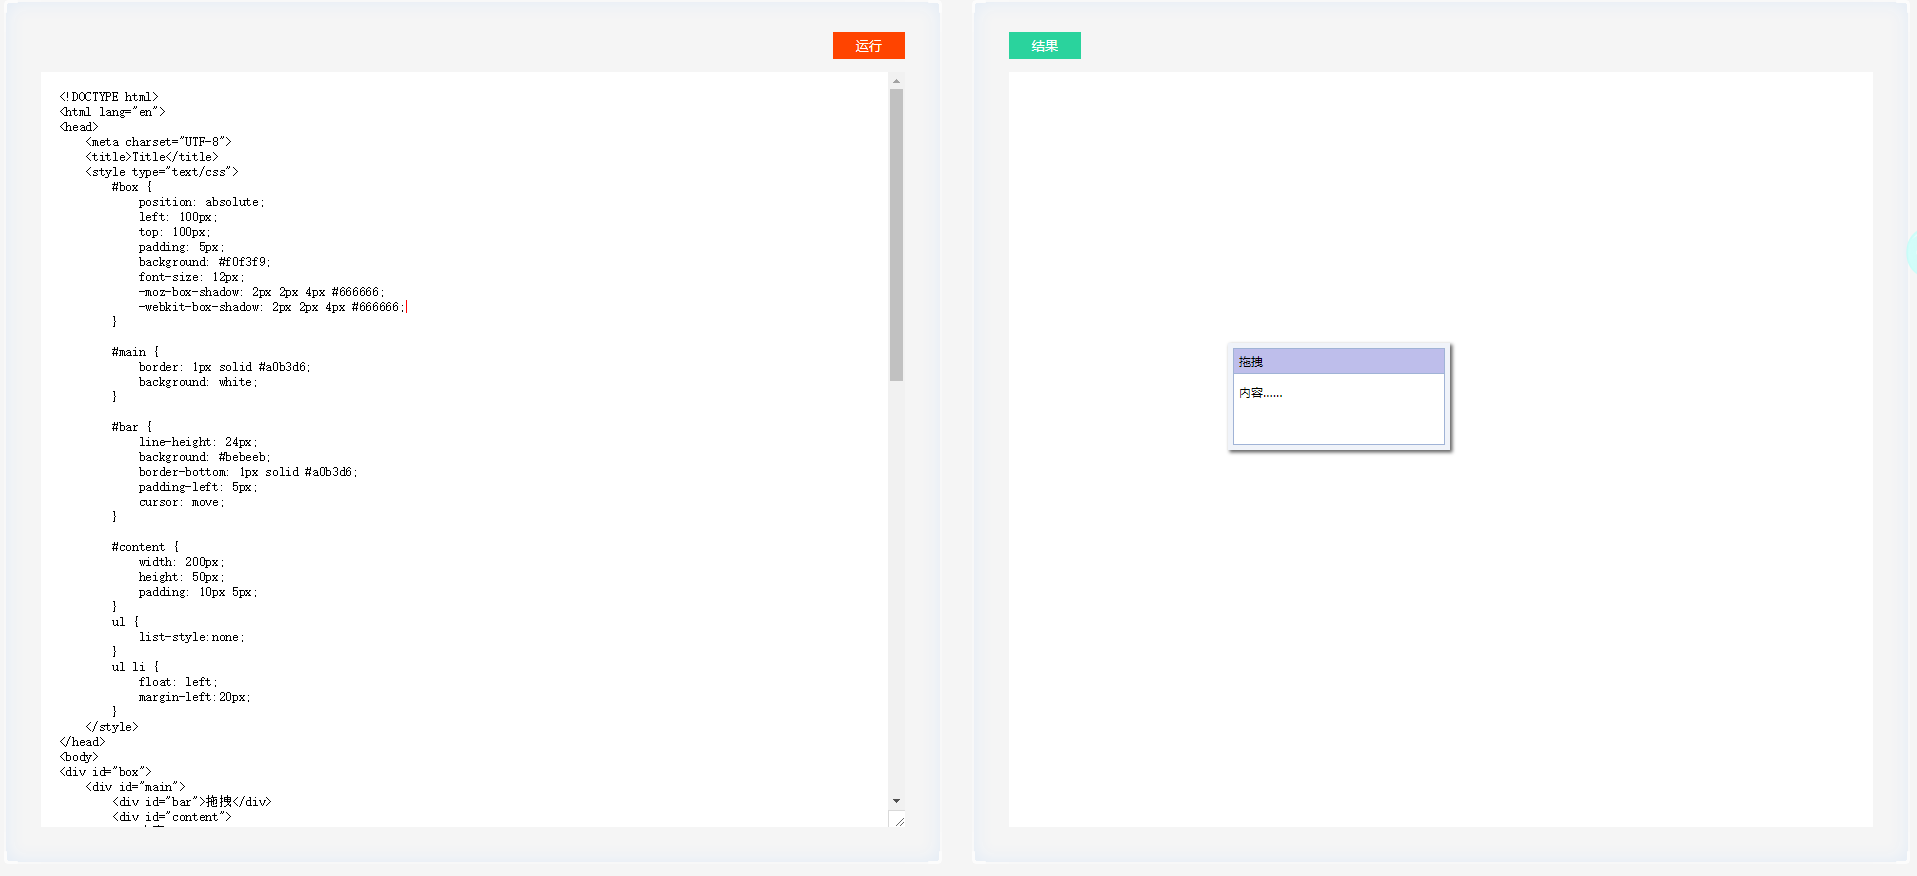 运行
<!DOCTYPE html>
<html lang="en">
<head>
    <meta charset="UTF-8">
    <title>Title</title>
    <style type="text/css">
        #box {
            position: absolute;
            left: 100px;
            top: 100px;
            padding: 5px;
            background: #f0f3f9;
            font-size: 12px;
            -moz-box-shadow: 2px 2px 4px #666666;
            -webkit-box-shadow: 2px 2px 4px #666666;
        }
        #main {
            border: 1px solid #a0b3d6;
            background: white;
        }
        #bar {
            line-height: 24px;
            background: #bebeeb;
            border-bottom: 1px solid #a0b3d6;
            padding-left: 5px;
            cursor: move;
        }
        #content {
            width: 200px;
            height: 50px;
            padding: 10px 5px;
        }
        ul {
            list-style:none;
        }
        ul li {
            float: left;
            margin-left:20px;
        }
    </style>
</head>
<body>
<div id="box">
    <div id="main">
        <div id="bar">拖拽</div>
        <div id="content">
结果
拖拽
内容......